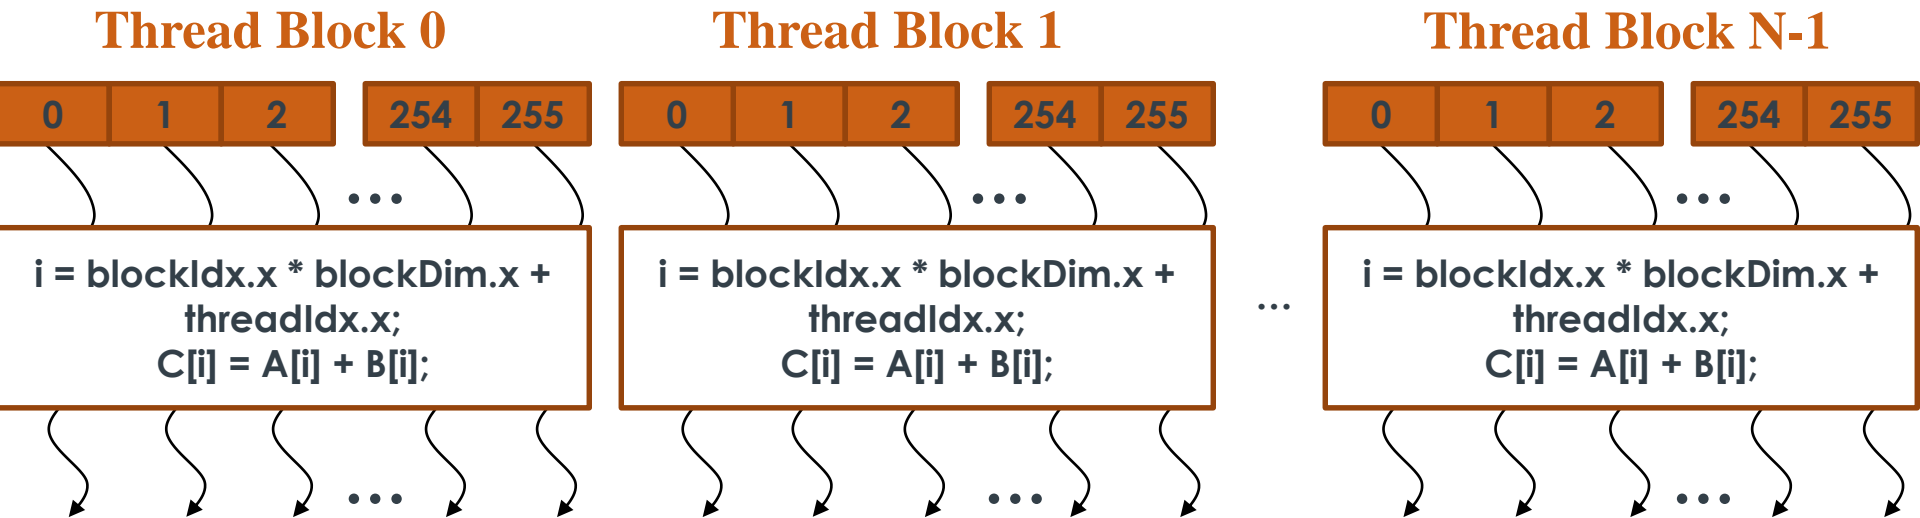 Thread Block 0
Thread Block 1
Thread Block N-1
0 1 2 254 255
0 1 2 254 255
0 1 2 254 255
...
...
...
i = blockIdx.x * blockDim.x +
threadIdx.x;
C[i] = A[i] + B[i];
i = blockIdx.x * blockDim.x +
threadIdx.x;
C[i] = A[i] + B[i];
...
i = blockIdx.x * blockDim.x +
threadIdx.x;
C[i] = A[i] + B[i];
...
...
...